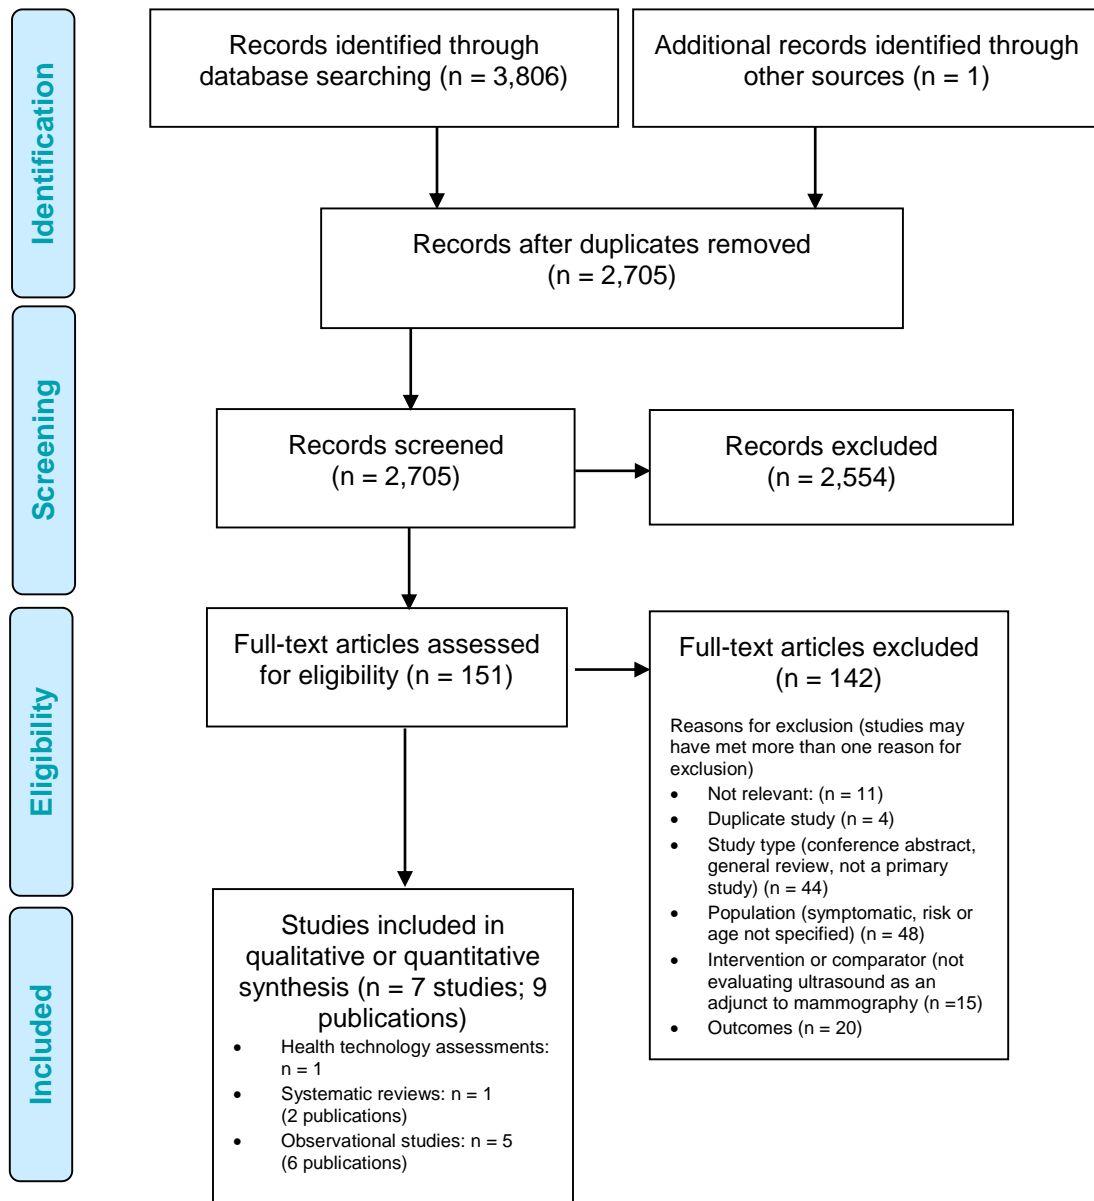 Identification
Records identified through
database searching (n = 3,806)
Additional records identified through
other sources (n = 1)
Records after duplicates removed
(n = 2,705)
Screening
Records screened
(n = 2,705)
Records excluded
(n = 2,554)
Eligibility
Full-text articles assessed
for eligibility (n = 151)
Full-text articles excluded
(n = 142)
Reasons for exclusion (studies may
have met more than one reason for
exclusion)
• Not relevant: (n = 11)
• Duplicate study (n = 4)
• Study type (conference abstract,
general review, not a primary
study) (n = 44)
• Population (symptomatic, risk or
age not specified) (n = 48)
• Intervention or comparator (not
evaluating ultrasound as an
adjunct to mammography (n =15)
• Outcomes (n = 20)
Included
Studies included in
qualitative or quantitative
synthesis (n = 7 studies; 9
publications)
• Health technology assessments:
n = 1
• Systematic reviews: n = 1
(2 publications)
• Observational studies: n = 5
(6 publications)